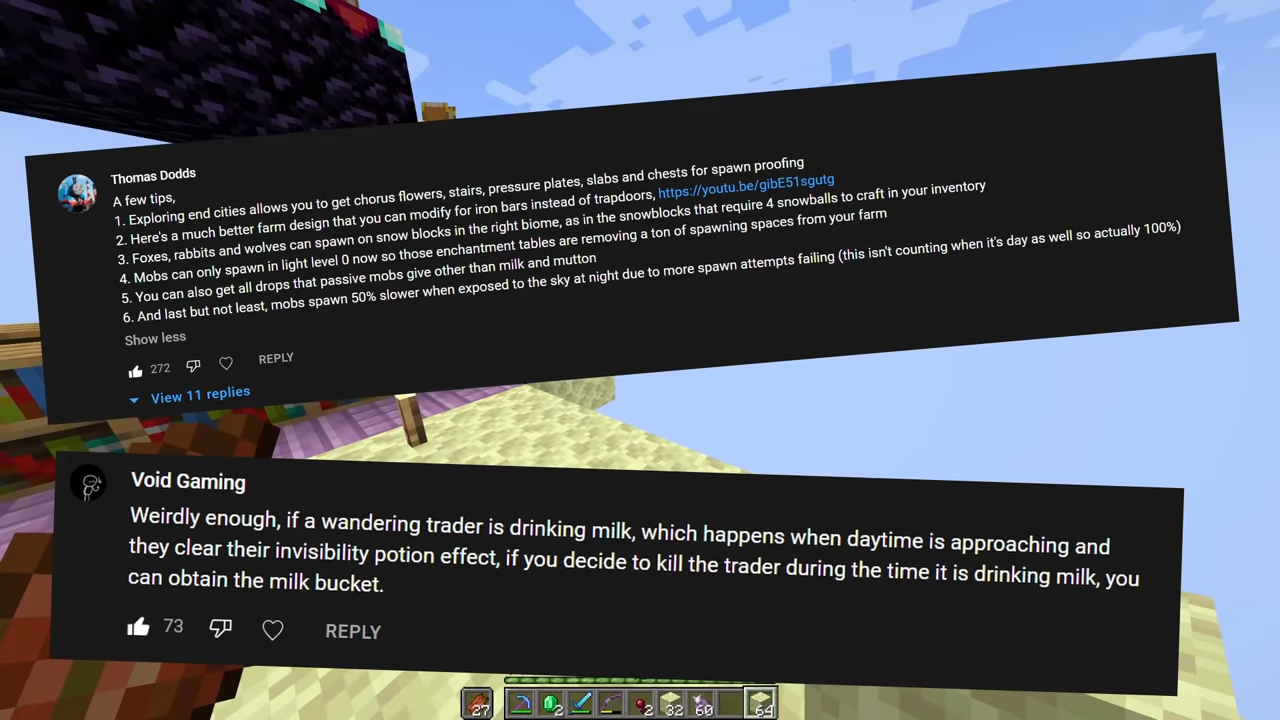 Thomas Dodds
A few tips,
1. Exploring end cities allows you to get chorus flowers, stairs, pressure plates, slabs and chests for spawn proofing
2. Here's a much better farm design that you can modify for iron bars instead of trapdoors, https://youtu.be/gibE51sgutg
3. Foxes, rabbits and wolves can spawn on snow blocks in the right biome, as in the snowblocks that require 4 snowballs to craft in your inventory
4. Mobs can only spawn in light level 0 now so those enchantment tables are removing a ton of spawning spaces from your farm
5. You can also get all drops that passive mobs give other than milk and mutton
6. And last but not least, mobs spawn 50% slower when exposed to the sky at night due to more spawn attempts failing (this isn't counting when it's day as well so actually 100%)
Show less
272 REPLY
View 11 replies
Void Gaming
Weirdly enough, if a wandering trader is drinking milk, which happens when daytime is approaching and
they clear their invisibility potion effect, if you decide to kill the trader during the time it is drinking milk, you
can obtain the milk bucket.
73 REPLY
27 2 2 32 60 64